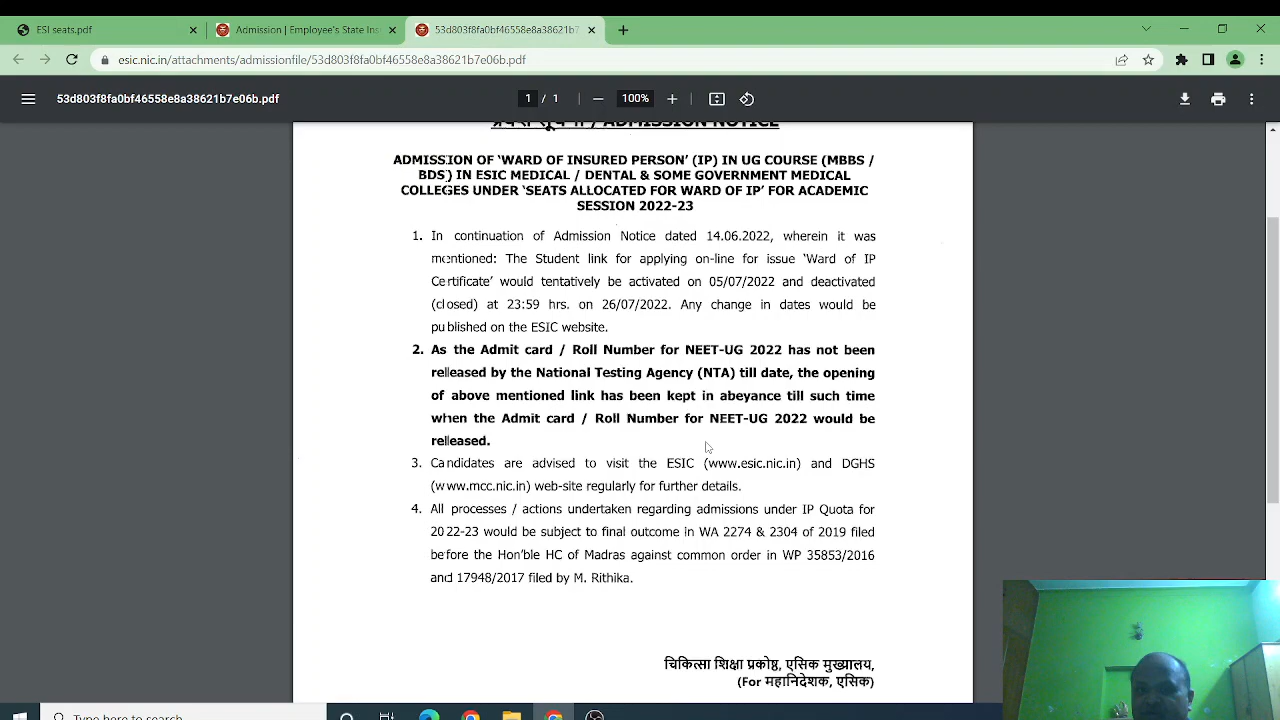 ESI seats.pdf
Admission | Employee's State Ins
53d803f8fa0bf46558e8a38621b7
esic.nic.in/attachments/admissionfile/53d803f8fa0bf46558e8a38621b7e06b.pdf
53d803f8fa0bf46558e8a38621b7e06b.pdf
1 / 1
100%
प्रवेश सूचना / ADMISSION NOTICE
ADMISSION OF ‘WARD OF INSURED PERSON’ (IP) IN UG COURSE (MBBS /
BDS) IN ESIC MEDICAL / DENTAL & SOME GOVERNMENT MEDICAL
COLLEGES UNDER ‘SEATS ALLOCATED FOR WARD OF IP’ FOR ACADEMIC
SESSION 2022-23
1. In continuation of Admission Notice dated 14.06.2022, wherein it was
mentioned: The Student link for applying on-line for issue ‘Ward of IP
Certificate’ would tentatively be activated on 05/07/2022 and deactivated
(closed) at 23:59 hrs. on 26/07/2022. Any change in dates would be
published on the ESIC website.
2. As the Admit card / Roll Number for NEET-UG 2022 has not been
released by the National Testing Agency (NTA) till date, the opening
of above mentioned link has been kept in abeyance till such time
when the Admit card / Roll Number for NEET-UG 2022 would be
released.
3. Candidates are advised to visit the ESIC (www.esic.nic.in) and DGHS
(www.mcc.nic.in) web-site regularly for further details.
4. All processes / actions undertaken regarding admissions under IP Quota for
2022-23 would be subject to final outcome in WA 2274 & 2304 of 2019 filed
before the Hon’ble HC of Madras against common order in WP 35853/2016
and 17948/2017 filed by M. Rithika.
चिकित्सा शिक्षा प्रकोष्ठ, एसिक मुख्यालय,
(For महानिदेशक, एसिक)
Type here to search